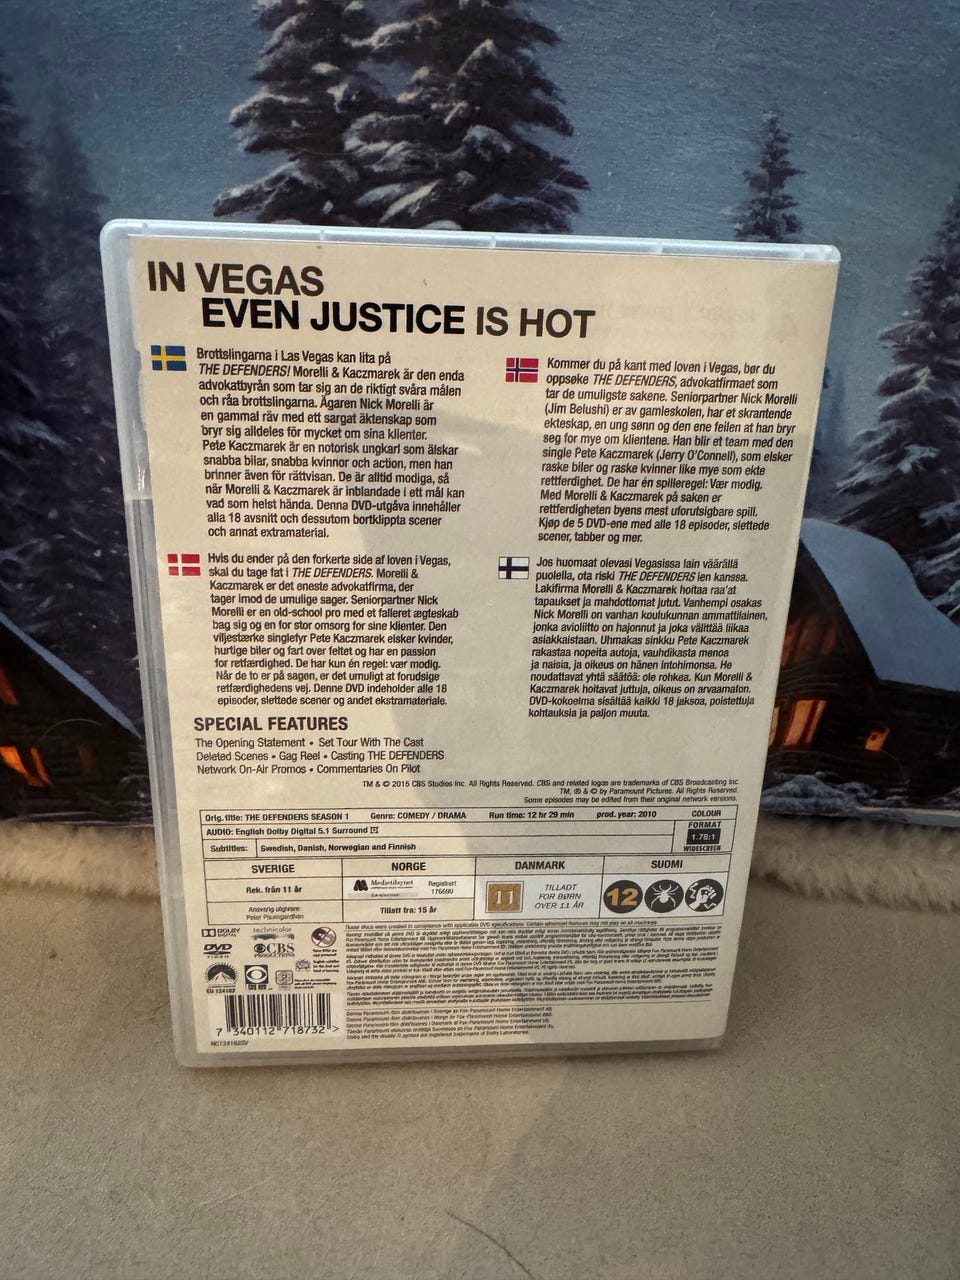 IN VEGAS
EVEN JUSTICE IS HOT
Brottslingarna i Las Vegas kan lita på
THE DEFENDERS! Morelli & Kaczmarek är den enda
advokatbyrån som tar sig an de riktigt svåra målen
och råa brottslingarna. Ägaren Nick Morelli är
en gammal räv med ett sargat äktenskap som
bryr sig alldeles för mycket om sina klienter.
Pete Kaczmarek är en notorisk ungkarl som älskar
snabba bilar, snabba kvinnor och action, men han
brinner även för rättvisan. De är alltid modiga, så
när Morelli & Kaczmarek är inblandade i ett mål kan
vad som helst hända. Denna DVD-utgåva innehåller
alla 18 avsnitt och dessutom bortklippta scener
och annat extramaterial.
Kommer du på kant med loven i Vegas, bør du
oppsøke THE DEFENDERS, advokatfirmaet som
tar de umuligste sakene. Seniorpartner Nick Morelli
(Jim Belushi) er av gamleskolen, har et skrantende
ekteskap, en ung sønn og den ene feilen at han bryr
seg for mye om klientene. Han blir et team med den
single Pete Kaczmarek (Jerry O'Connell), som elsker
raske biler og raske kvinner like mye som ekte
rettferdighet. De har én spilleregel: Vær modig.
Med Morelli & Kaczmarek på saken er
rettferdigheten byens mest uforutsigbare spill.
Kjøp de 5 DVD-ene med alle 18 episoder, slettede
scener, tabber og mer.
Hvis du ender på den forkerte side af loven i Vegas,
skal du tage fat i THE DEFENDERS. Morelli &
Kaczmarek er det eneste advokatfirma, der
tager imod de umulige sager. Seniorpartner Nick
Morelli er en old-school pro med et falleret ægteskab
bag sig og en for stor omsorg for sine klienter. Den
viljestærke singlefyr Pete Kaczmarek elsker kvinder,
hurtige biler og fart over feltet og har en passion
for retfærdighed. De har kun én regel: vær modig.
Når de to er på sagen, er det umuligt at forudsige
retfærdighedens vej. Denne DVD indeholder alle 18
episoder, slettede scener og andet ekstramateriale.
Jos huomaat olevasi Vegasissa lain väärällä
puolella, ota riski THE DEFENDERS ien kanssa.
Lakifirma Morelli & Kaczmarek hoitaa raa'at
tapaukset ja mahdottomat jutut. Vanhempi osakas
Nick Morelli on vanhan koulukunnan ammattilainen,
jonka avioliitto on hajonnut ja joka välittää liikaa
asiakkaistaan. Uhmakas sinkku Pete Kaczmarek
rakastaa nopeita autoja, vauhdikasta menoa
ja naisia, ja oikeus on hänen intohimonsa. He
noudattavat yhtä säätöä: ole rohkea. Kun Morelli &
Kaczmarek hoitavat juttuja, oikeus on arvaamaton.
DVD-kokoelma sisältää kaikki 18 jaksoa, poistettuja
kohtauksia ja paljon muuta.
SPECIAL FEATURES
The Opening Statement • Set Tour With The Cast
Deleted Scenes • Gag Reel • Casting THE DEFENDERS
Network On-Air Promos • Commentaries On Pilot
TM & © 2015 CBS Studios Inc. All Rights Reserved. CBS and related logos are trademarks of CBS Broadcasting Inc.
TM, ® & © by Paramount Pictures. All Rights Reserved.
Some episodes may be edited from their original network versions.
Orig. title: THE DEFENDERS SEASON 1 Genre: COMEDY / DRAMA Run time: 12 hr 29 min prod. year: 2010 COLOUR
AUDIO: English Dolby Digital 5.1 Surround
FORMAT
1.78:1
WIDESCREEN
Subtitles: Swedish, Danish, Norwegian and Finnish
SVERIGE NORGE DANMARK SUOMI
Rek. från 11 år
Ansvarig utgivare:
Medietilsynet Registrert
Tillatt fra: 15 år
11
TILLADT
FOR BØRN
OVER 11 ÅR
12
DOLBY
DIGITAL
technicolor
DVD
VIDEO
CBS
PRODUCTIONS
7 340112 718732 >